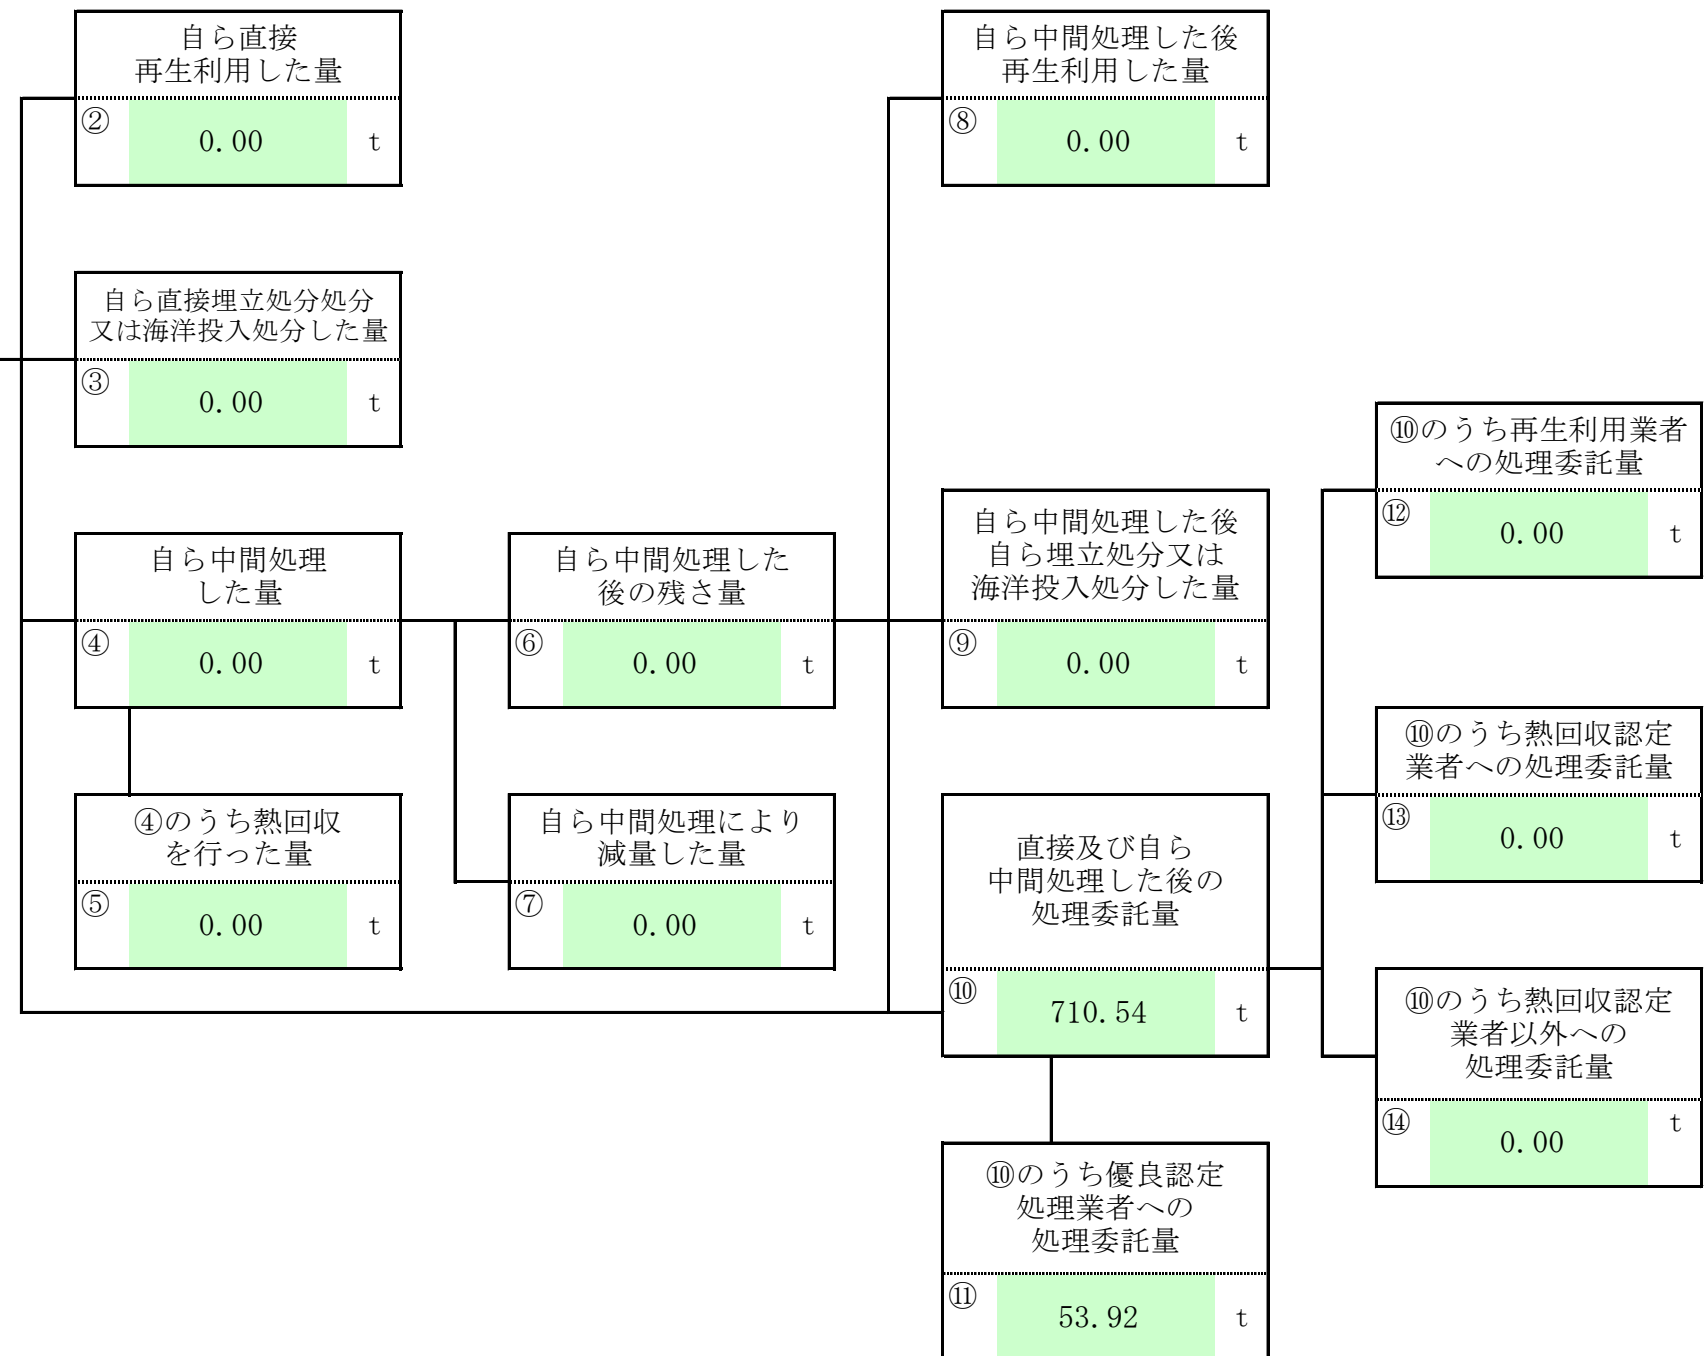 自ら直接
再生利用した量
②
0.00
t
自ら中間処理した後
再生利用した量
⑧
0.00
t
自ら直接埋立処分処分
又は海洋投入処分した量
③
0.00
t
⑩のうち再生利用業者
への処理委託量
⑫
0.00
t
自ら中間処理
した量
④
0.00
t
自ら中間処理した
後の残さ量
⑥
0.00
t
自ら中間処理した後
自ら埋立処分又は
海洋投入処分した量
⑨
0.00
t
⑩のうち熱回収認定
業者への処理委託量
⑬
0.00
t
④のうち熱回収
を行った量
⑤
0.00
t
自ら中間処理により
減量した量
⑦
0.00
t
直接及び自ら
中間処理した後の
処理委託量
⑩
710.54
t
⑩のうち熱回収認定
業者以外への
処理委託量
⑭
0.00
t
⑩のうち優良認定
処理業者への
処理委託量
⑪
53.92
t